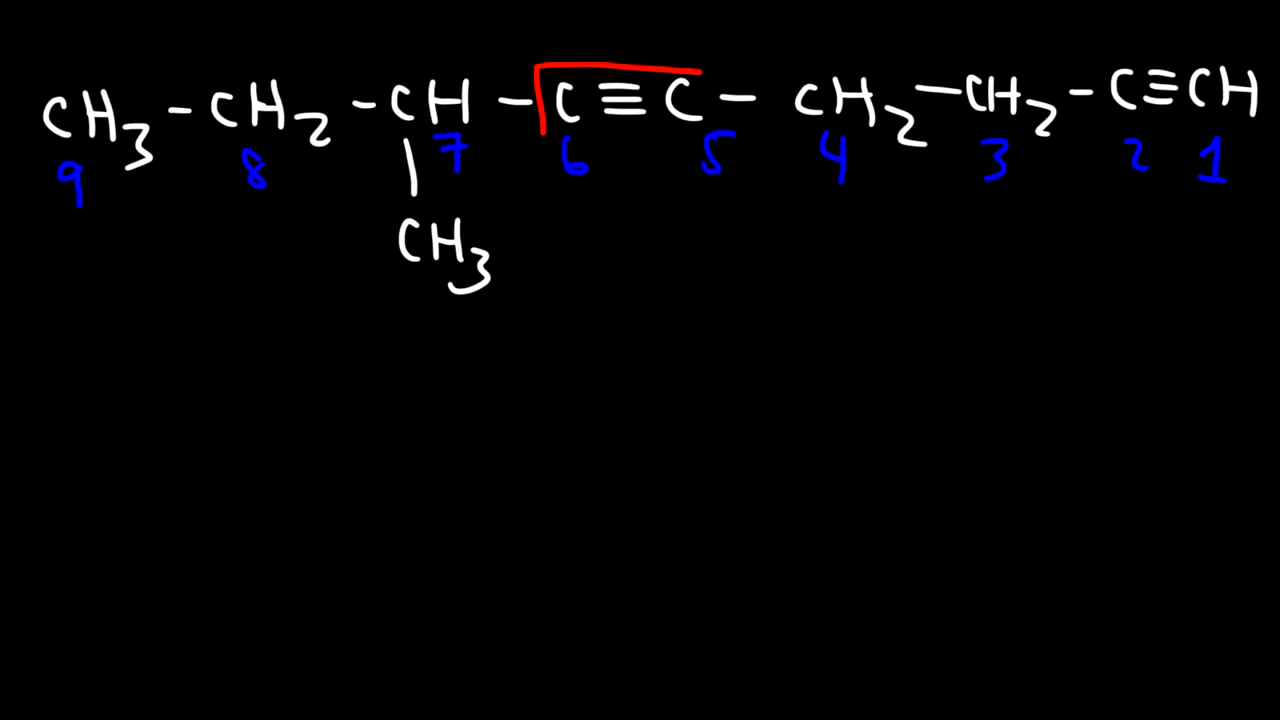 CH3 - CH2 - CH - C ≡ C - CH2 - CH2 - C≡CH
9 8 7 6 5 4 3 2 1
|
CH3